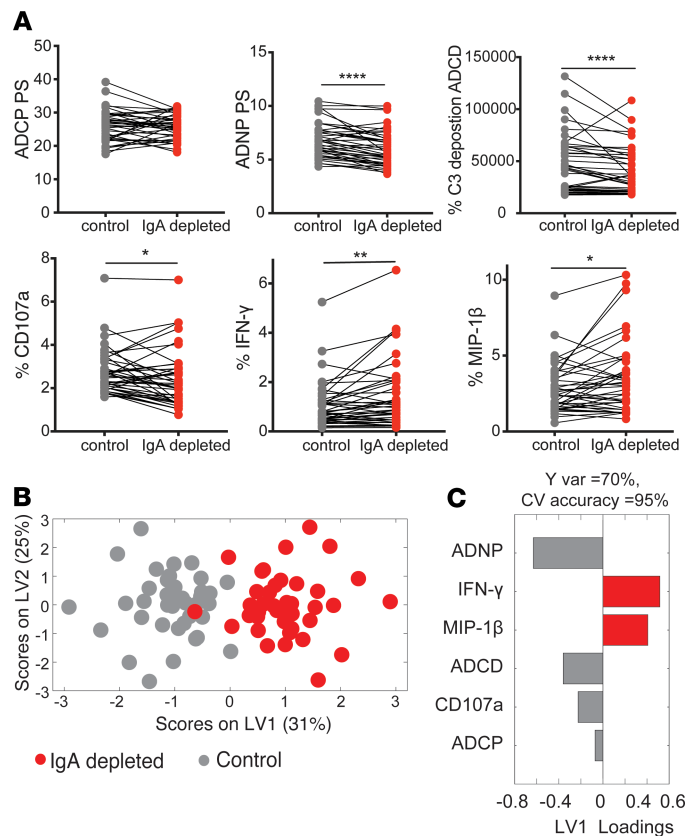 A
ADCP PS
50
40
30
20
10
0
control IgA depleted
ADNP PS
15
10
5
0
****
control IgA depleted
% C3 depostion ADCD
150000
100000
50000
0
****
control IgA depleted
% CD107a
8
6
4
2
0
*
control IgA depleted
% IFN-γ
6
4
2
0
**
control IgA depleted
% MIP-1β
10
5
0
*
control IgA depleted
B
Scores on LV2 (25%)
3
2
1
0
-1
-2
-3
-3 -2 -1 0 1 2 3
Scores on LV1 (31%)
IgA depleted Control
C
Y var =70%,
CV accuracy =95%
ADNP
IFN-γ
MIP-1β
ADCD
CD107a
ADCP
-0.8 -0.4 0 0.4 0.6
LV1 Loadings